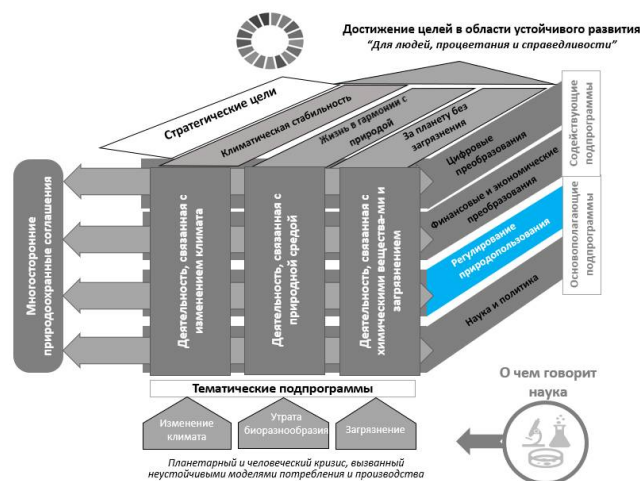 Достижение целей в области устойчивого развития
“Для людей, процветания и справедливости”
Стратегические цели
Климатическая стабильность
Жизнь в гармонии с
природой
За планету без
загрязнения
Содействующие
подпрограммы
Основополагающие
подпрограммы
Цифровые
преобразования
Финансовые и экономические
преобразования
Регулирование
природопользования
Наука и политика
Многосторонние
природоохранные соглашения
Деятельность, связанная с
изменением климата
Деятельность, связанная с
природной средой
Деятельность, связанная с
химическими вещества-ми и
загрязнением
Тематические подпрограммы
Изменение
климата
Утрата
биоразнообразия
Загрязнение
О чем говорит
наука
Планетарный и человеческий кризис, вызванный
неустойчивыми моделями потребления и производства